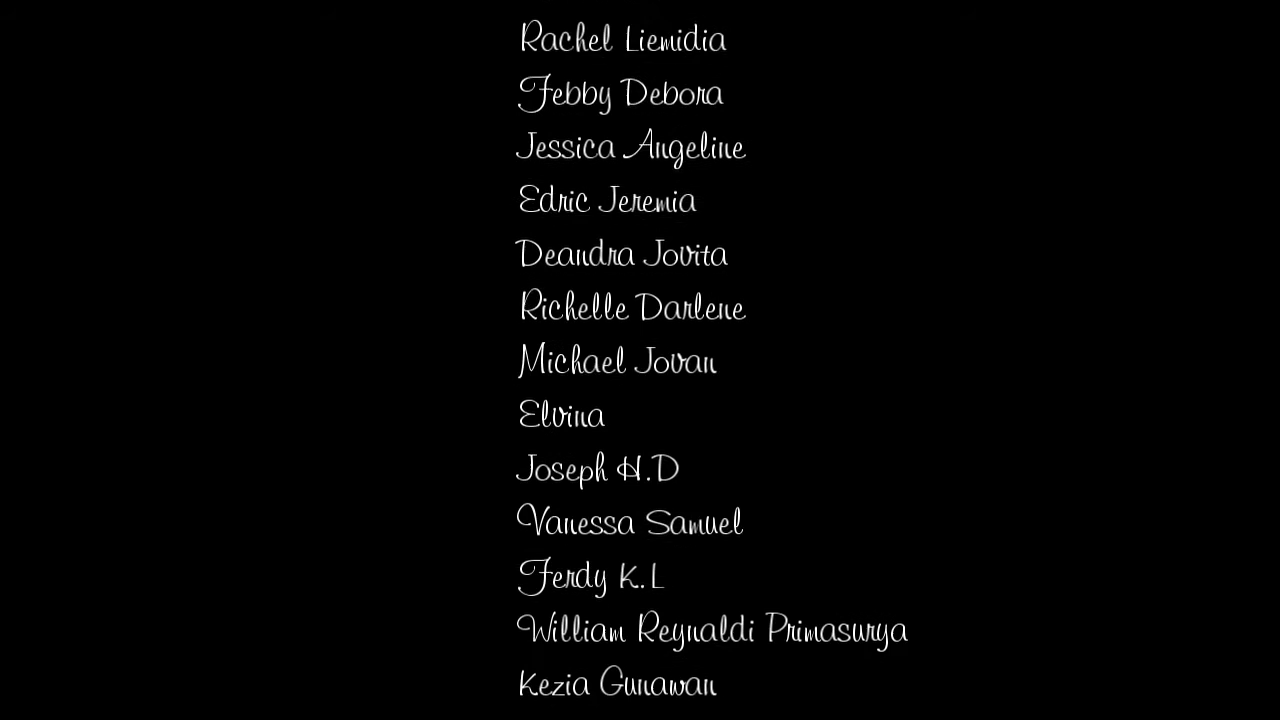 Rachel Liemidia
Febby Debora
Jessica Angeline
Edric Jeremia
Deandra Jovita
Richelle Darlene
Michael Jovan
Elvina
Joseph H.D
Vanessa Samuel
Ferdy K.L
William Reynaldi Primasurya
Kezia Gunawan